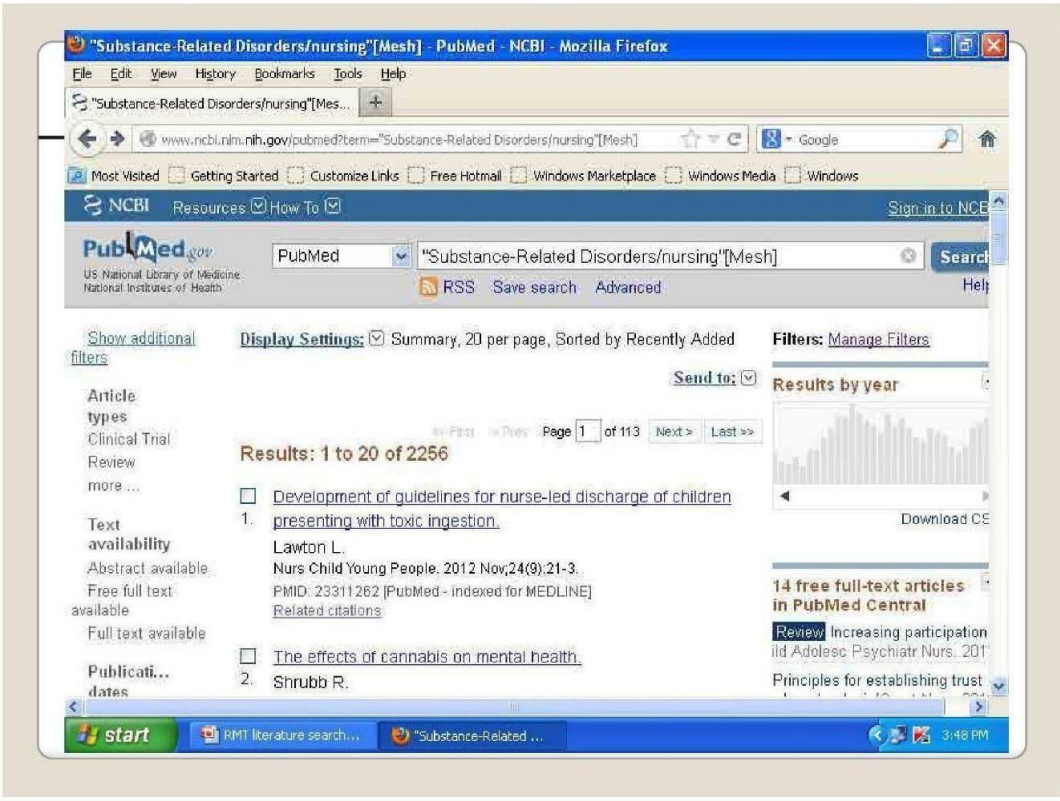 "Substance-Related Disorders/nursing"[Mesh] - PubMed - NCBI - Mozilla Firefox
File Edit View History Bookmarks Tools Help
"Substance-Related Disorders/nursing"[Mes... +
www.ncbi.nlm.nih.gov/pubmed?term="Substance-Related Disorders/nursing"[Mesh] Google
Most Visited Getting Started Customize Links Free Hotmail Windows Marketplace Windows Media Windows
NCBI Resources How To Sign in to NCB
PubMed.gov
US National Library of Medicine
National Institutes of Health
PubMed "Substance-Related Disorders/nursing"[Mesh] Search
RSS Save search Advanced Help
Show additional
filters
Article
types
Clinical Trial
Review
more ...
Text
availability
Abstract available
Free full text
available
Full text available
Publicati...
dates
Display Settings: Summary, 20 per page, Sorted by Recently Added
Send to:
<< First < Prev Page 1 of 113 Next > Last >>
Results: 1 to 20 of 2256
Development of guidelines for nurse-led discharge of children
1. presenting with toxic ingestion.
Lawton L.
Nurs Child Young People. 2012 Nov;24(9):21-3.
PMID: 23311262 [PubMed - indexed for MEDLINE]
Related citations
The effects of cannabis on mental health.
2. Shrubb R.
Filters: Manage Filters
Results by year
Download CS
14 free full-text articles
in PubMed Central
Review Increasing participation
ild Adolesc Psychiatr Nurs. 201
Principles for establishing trust
start RMT literature search... "Substance-Related ... 3:48 PM